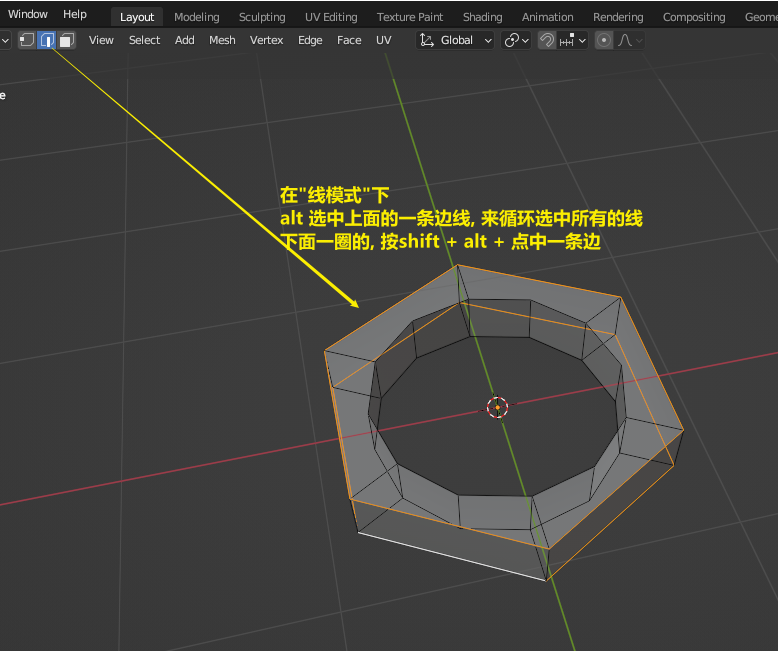 Window Help Layout Modeling Sculpting UV Editing Texture Paint Shading Animation Rendering Compositing
View Select Add Mesh Vertex Edge Face UV Global
在"线模式"下
alt 选中上面的一条边线, 来循环选中所有的线
下面一圈的, 按shift + alt + 点中一条边